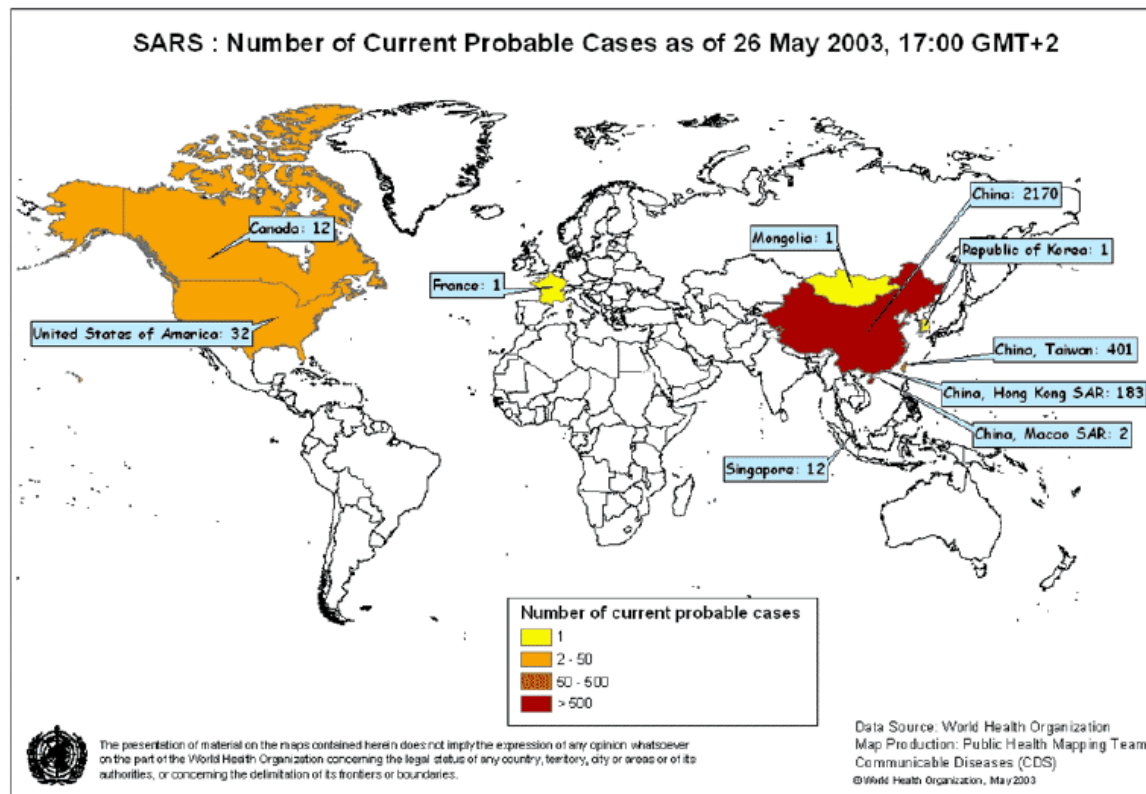 SARS : Number of Current Probable Cases as of 26 May 2003, 17:00 GMT+2
China: 2170
Canada: 12
Mongolia: 1
Republic of Korea: 1
France: 1
United States of America: 32
China, Taiwan: 401
China, Hong Kong SAR: 183
China, Macao SAR: 2
Singapore: 12
Number of current probable cases
1
2 - 50
50 - 500
> 500
The presentation of material on the maps contained herein does not imply the expression of any opinion whatsoever
on the part of the World Health Organization concerning the legal status of any country, territory, city or areas or of its
authorities, or concerning the delimitation of its frontiers or boundaries.
Data Source: World Health Organization
Map Production: Public Health Mapping Team
Communicable Diseases (CDS)
©World Health Organization, May 2003